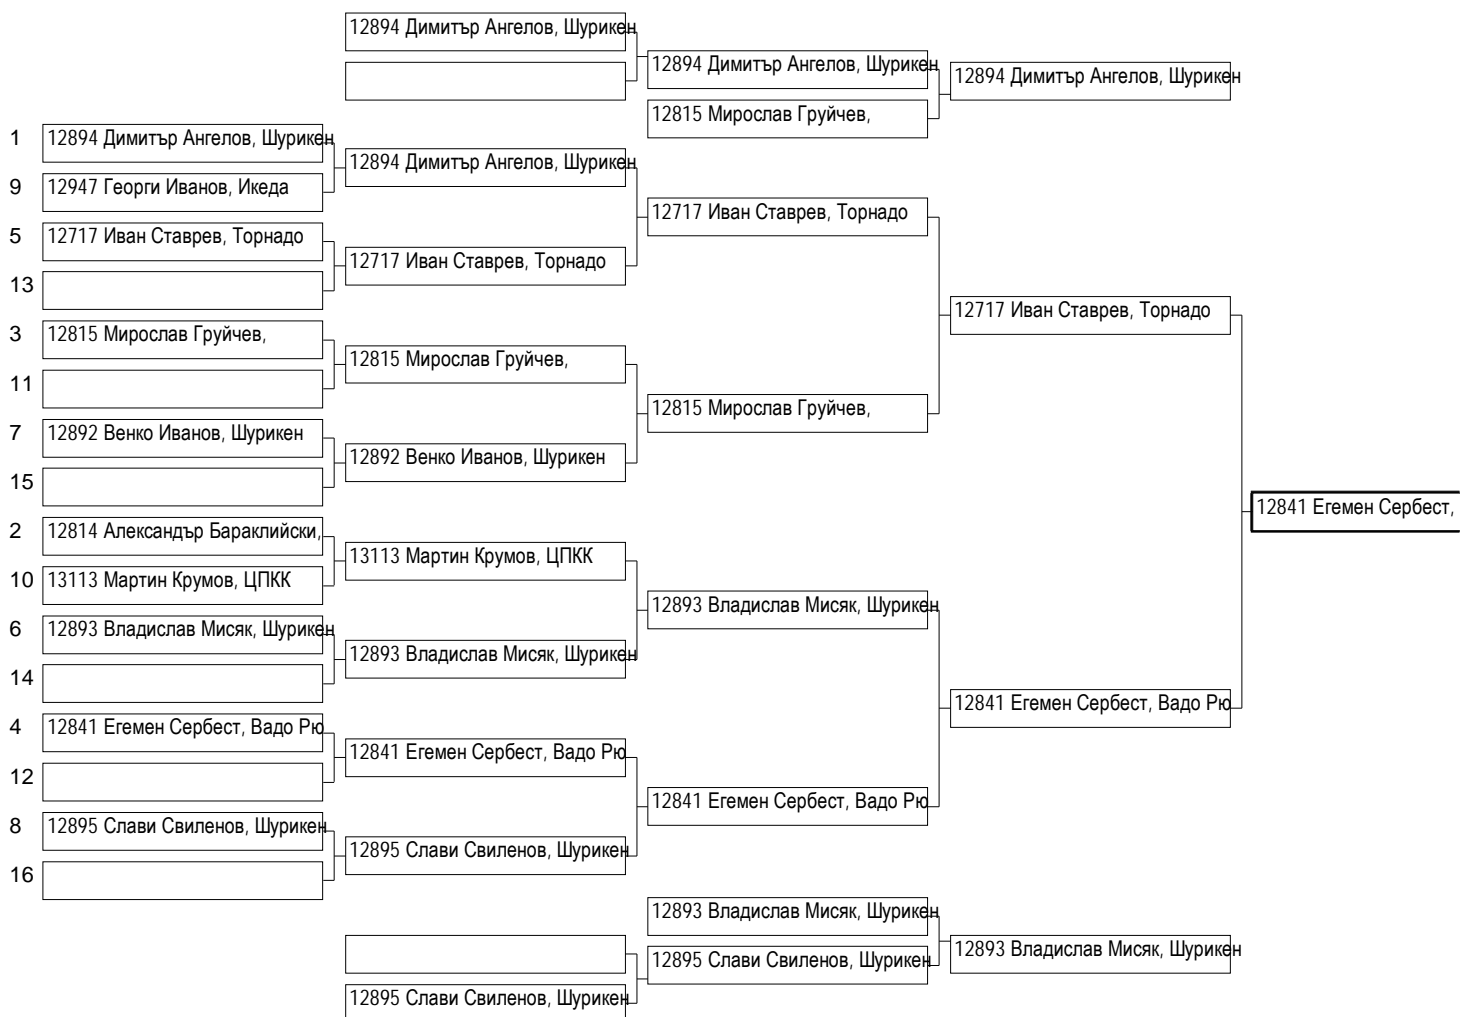 12894 Димитър Ангелов, Шурикен
12894 Димитър Ангелов, Шурикен
12894 Димитър Ангелов, Шурикен
12815 Мирослав Груйчев,
1 12894 Димитър Ангелов, Шурикен
12894 Димитър Ангелов, Шурикен
9 12947 Георги Иванов, Икеда
12717 Иван Ставрев, Торнадо
5 12717 Иван Ставрев, Торнадо
12717 Иван Ставрев, Торнадо
13
12717 Иван Ставрев, Торнадо
3 12815 Мирослав Груйчев,
12815 Мирослав Груйчев,
11
12815 Мирослав Груйчев,
7 12892 Венко Иванов, Шурикен
12892 Венко Иванов, Шурикен
15
12841 Егемен Сербест,
2 12814 Александър Бараклийски,
13113 Мартин Крумов, ЦПКК
10 13113 Мартин Крумов, ЦПКК
12893 Владислав Мисяк, Шурикен
6 12893 Владислав Мисяк, Шурикен
12893 Владислав Мисяк, Шурикен
14
12841 Егемен Сербест, Вадо Рю
4 12841 Егемен Сербест, Вадо Рю
12841 Егемен Сербест, Вадо Рю
12
12841 Егемен Сербест, Вадо Рю
8 12895 Слави Свиленов, Шурикен
12895 Слави Свиленов, Шурикен
16
12893 Владислав Мисяк, Шурикен
12893 Владислав Мисяк, Шурикен
12895 Слави Свиленов, Шурикен
12895 Слави Свиленов, Шурикен